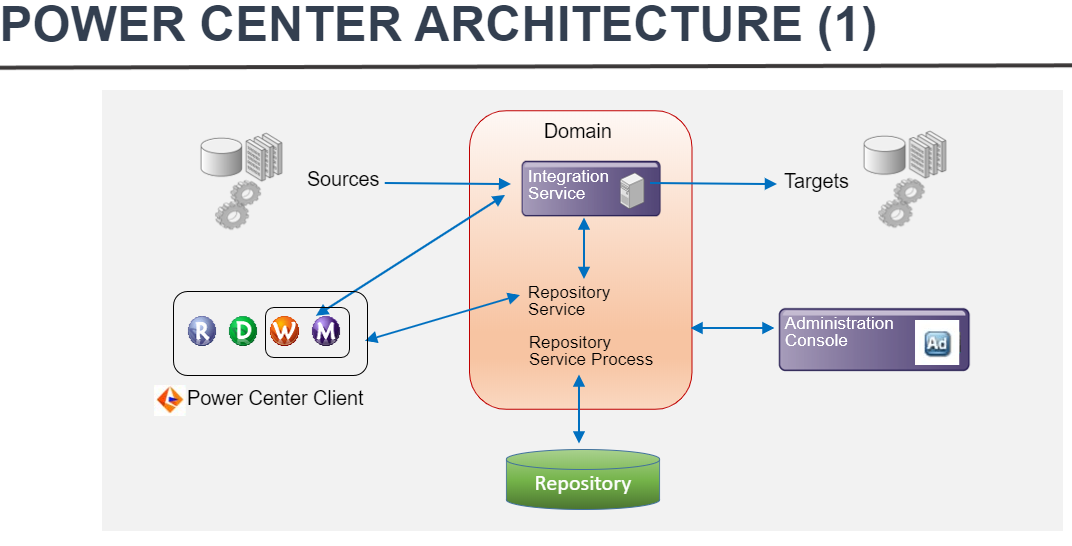 POWER CENTER ARCHITECTURE (1)
Domain
Sources
Integration
Service
Targets
Repository
Service
Repository
Service Process
R D W M
Power Center Client
Administration
Console
Ad
Repository